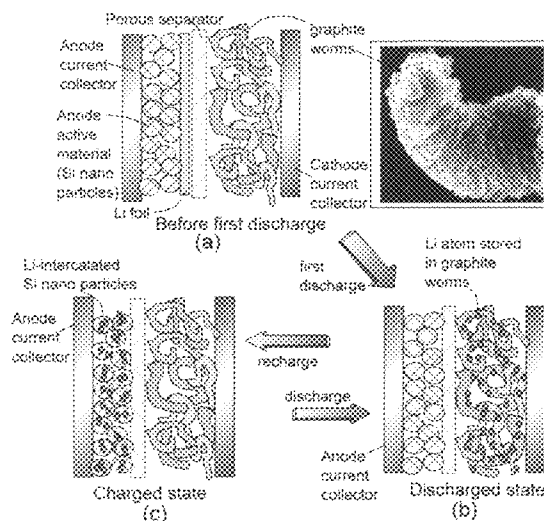 Porous separator
graphite
worms
Anode
current
collector
Anode
active
material
(Si nano
particles)
Li foil
Cathode
current
collector
Before first discharge
(a)
Li-intercalated
Si nano particles
Anode
current
collector
first
discharge
Li atom stored
in graphite
worms
recharge
discharge
Anode
current
collector
Charged state
(c)
Discharged state
(b)